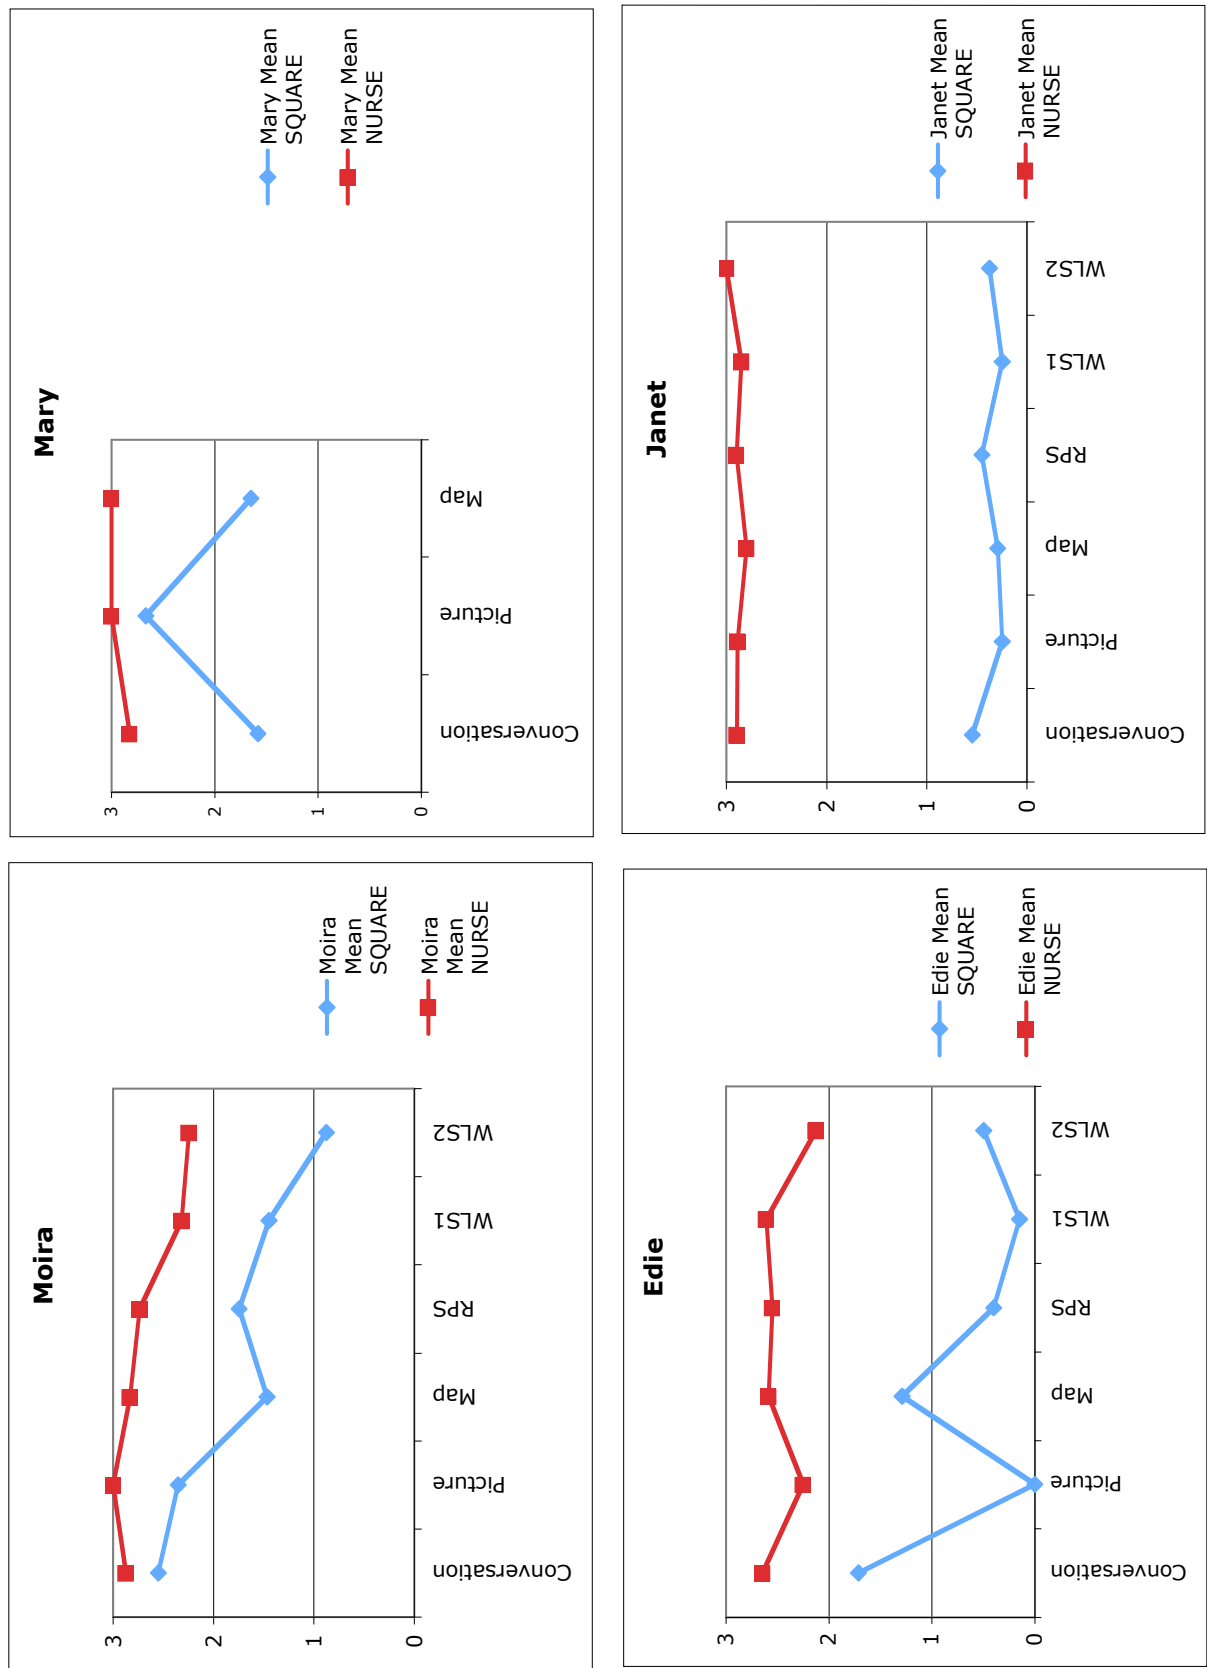 Moira
3
2
1
0
Conversation
Picture
Map
RPS
WLS1
WLS2
Moira
Mean
SQUARE
Moira
Mean
NURSE
Mary
3
2
1
0
Conversation
Picture
Map
Mary Mean
SQUARE
Mary Mean
NURSE
Edie
3
2
1
0
Conversation
Picture
Map
RPS
WLS1
WLS2
Edie Mean
SQUARE
Edie Mean
NURSE
Janet
3
2
1
0
Conversation
Picture
Map
RPS
WLS1
WLS2
Janet Mean
SQUARE
Janet Mean
NURSE